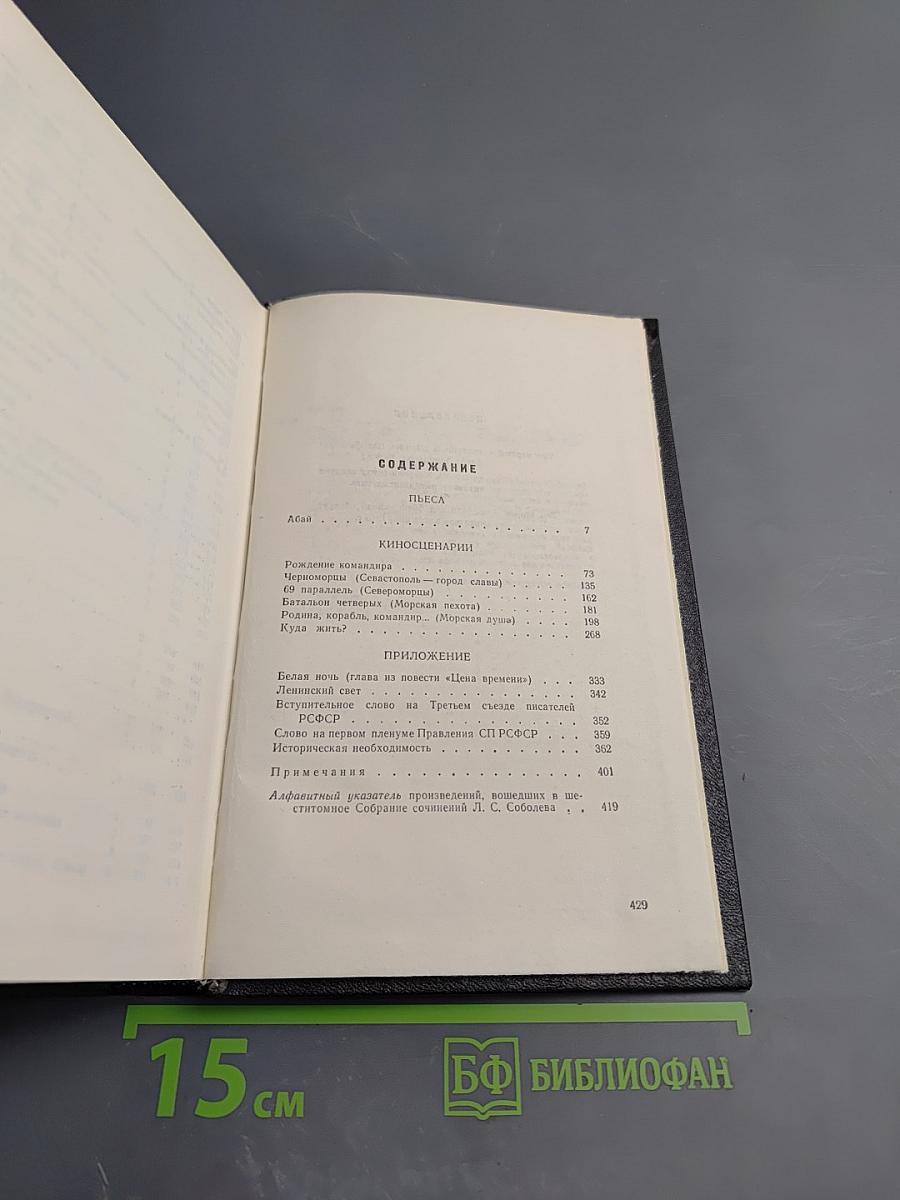 СОДЕРЖАНИЕ
ПЬЕСА
Абай . . . . . . . . . . . . . . . . . . . . 7
КИНОСЦЕНАРИИ
Рождение командира . . . . . . . . . . . . . . 73
Черноморцы (Севастополь — город славы) . . . . . 135
69 параллель (Североморцы) . . . . . . . . . . . 162
Батальон четверых (Морская пехота) . . . . . . . 181
Родина, корабль, командир... (Морская душа) . . . . 198
Куда жить? . . . . . . . . . . . . . . . . . . 268
ПРИЛОЖЕНИЕ
Белая ночь (глава из повести «Цена времени») . . . 333
Ленинский свет . . . . . . . . . . . . . . . . . 342
Вступительное слово на Третьем съезде писателей
РСФСР . . . . . . . . . . . . . . . . . 352
Слово на первом пленуме Правления СП РСФСР . . . 359
Историческая необходимость . . . . . . . . . . . 362
Примечания . . . . . . . . . . . . . . . . . 401
Алфавитный указатель произведений, вошедших в ше-
ститомное Собрание сочинений Л. С. Соболева . . 419
429
15 см
БФ БИБЛИОФАН